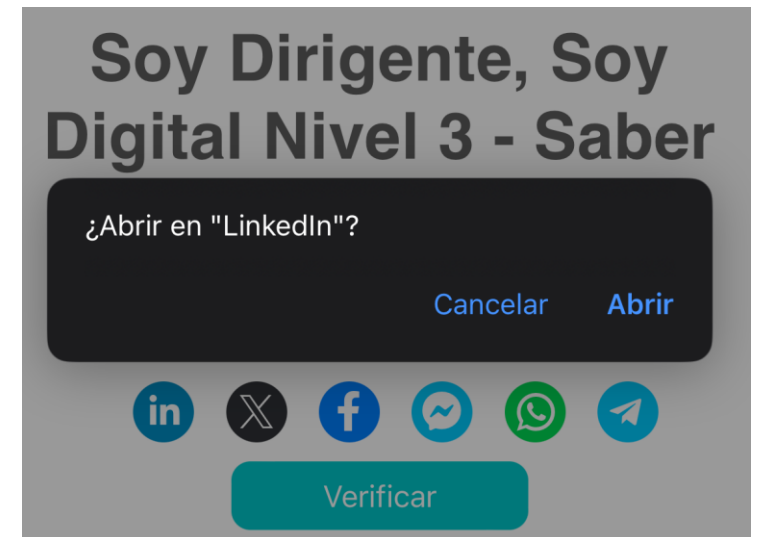 Soy Dirigente, Soy
Digital Nivel 3 - Saber
¿Abrir en "LinkedIn"?
Cancelar Abrir
in
Verificar